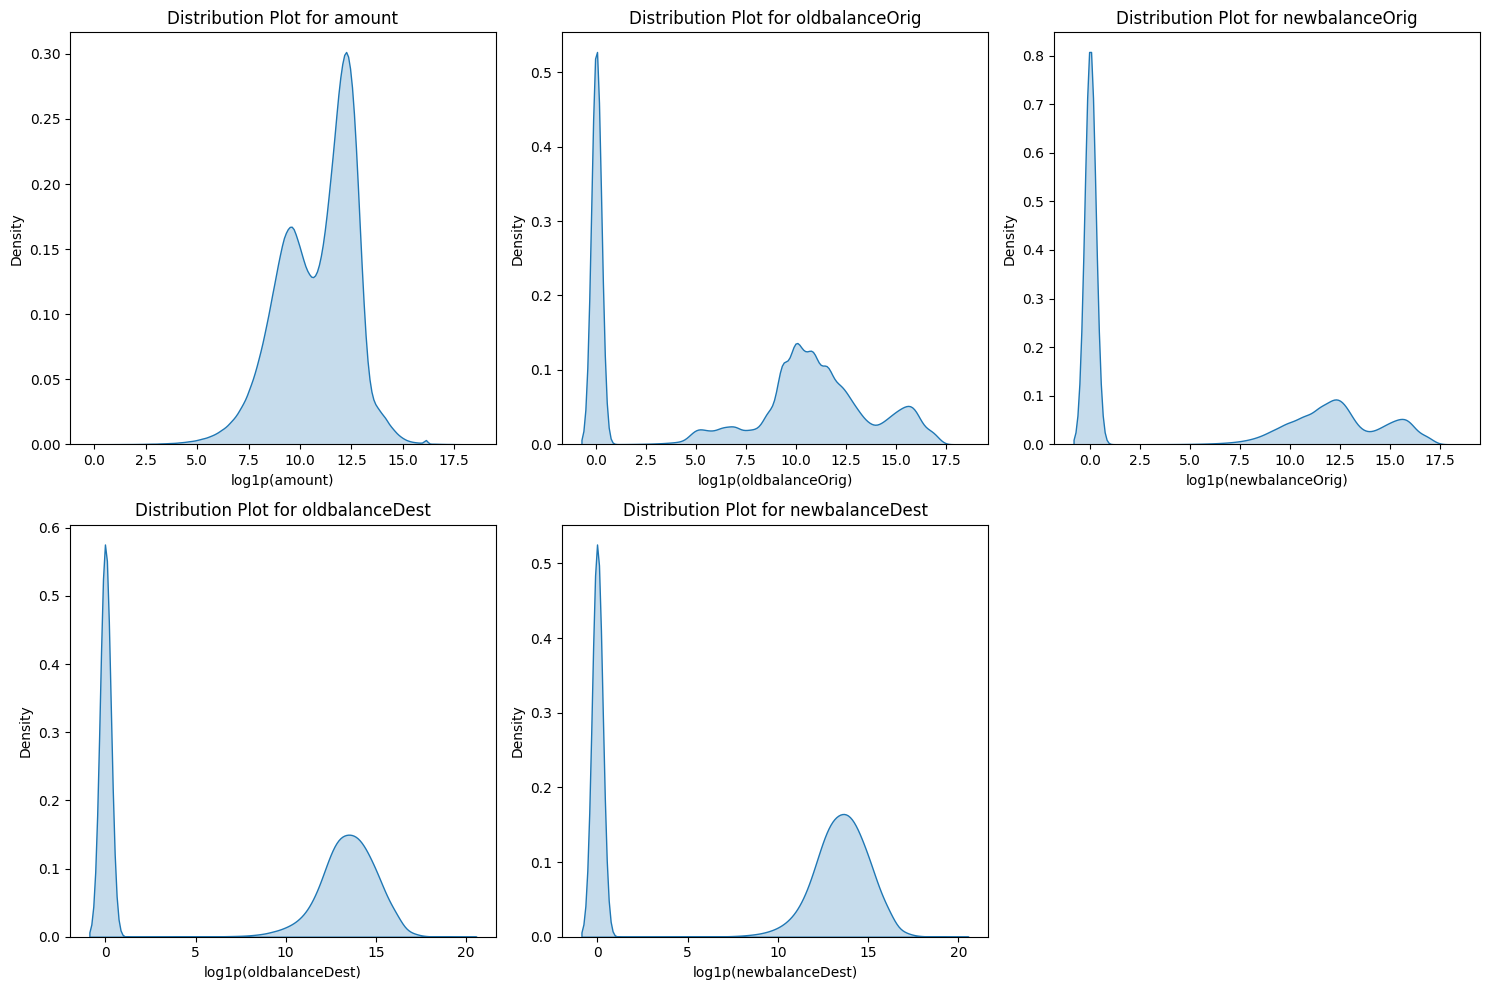 Distribution Plot for amount
Density
0.30
0.25
0.20
0.15
0.10
0.05
0.00
0.0 2.5 5.0 7.5 10.0 12.5 15.0 17.5
log1p(amount)
Distribution Plot for oldbalanceOrig
Density
0.5
0.4
0.3
0.2
0.1
0.0
0.0 2.5 5.0 7.5 10.0 12.5 15.0 17.5
log1p(oldbalanceOrig)
Distribution Plot for newbalanceOrig
Density
0.8
0.7
0.6
0.5
0.4
0.3
0.2
0.1
0.0
0.0 2.5 5.0 7.5 10.0 12.5 15.0 17.5
log1p(newbalanceOrig)
Distribution Plot for oldbalanceDest
Density
0.6
0.5
0.4
0.3
0.2
0.1
0.0
0 5 10 15 20
log1p(oldbalanceDest)
Distribution Plot for newbalanceDest
Density
0.5
0.4
0.3
0.2
0.1
0.0
0 5 10 15 20
log1p(newbalanceDest)